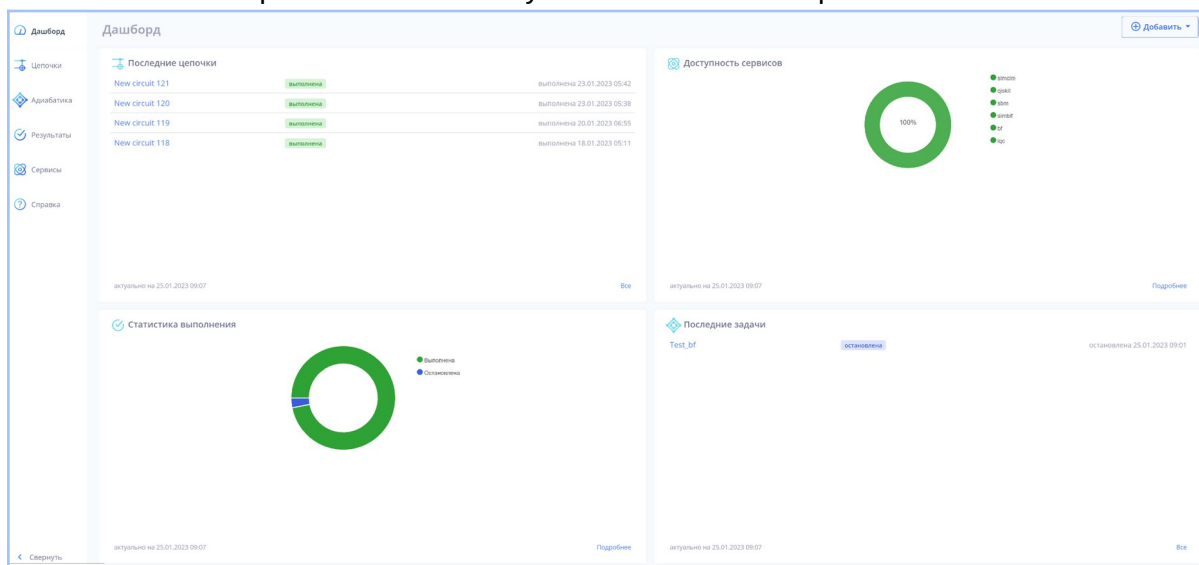 Дашборд
Цепочки
Адиабатика
Результаты
Сервисы
Справка
Свернуть
Дашборд
Добавить
Последние цепочки
New circuit 121 выполнена выполнена 23.01.2023 05:42
New circuit 120 выполнена выполнена 23.01.2023 05:38
New circuit 119 выполнена выполнена 20.01.2023 06:55
New circuit 118 выполнена выполнена 18.01.2023 05:11
актуально на 25.01.2023 09:07 Все
Доступность сервисов
100%
simcim
qiskit
simbif
bf
актуально на 25.01.2023 09:07 Подробнее
Статистика выполнения
Выполнена
Остановлена
актуально на 25.01.2023 09:07 Подробнее
Последние задачи
Test_bf остановлена остановлена 25.01.2023 09:01
актуально на 25.01.2023 09:07 Все